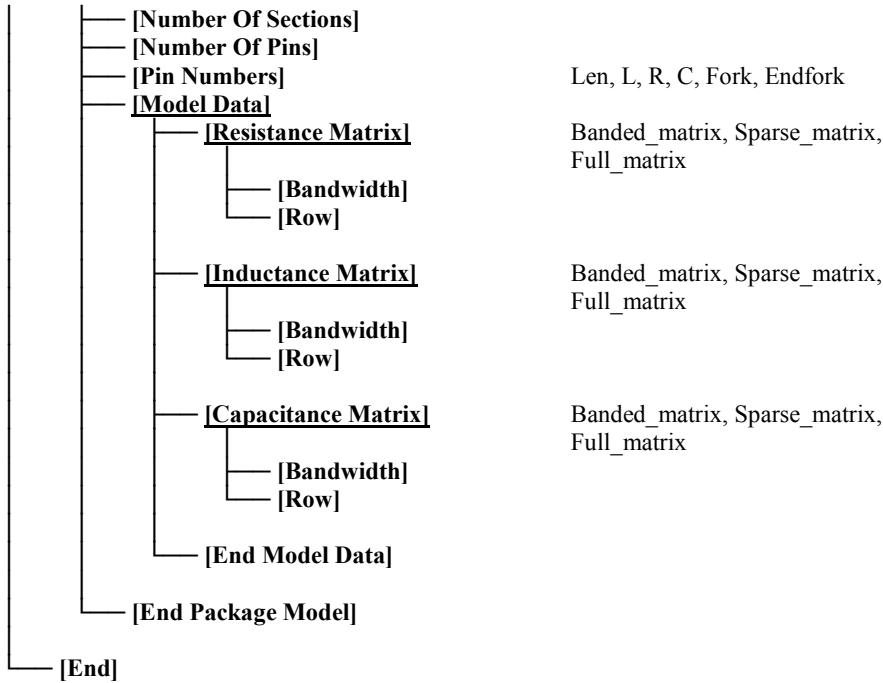 [Number Of Sections]
[Number Of Pins]
[Pin Numbers] Len, L, R, C, Fork, Endfork
[Model Data]
[Resistance Matrix] Banded_matrix, Sparse_matrix,
Full_matrix
[Bandwidth]
[Row]
[Inductance Matrix] Banded_matrix, Sparse_matrix,
Full_matrix
[Bandwidth]
[Row]
[Capacitance Matrix] Banded_matrix, Sparse_matrix,
Full_matrix
[Bandwidth]
[Row]
[End Model Data]
[End Package Model]
[End]